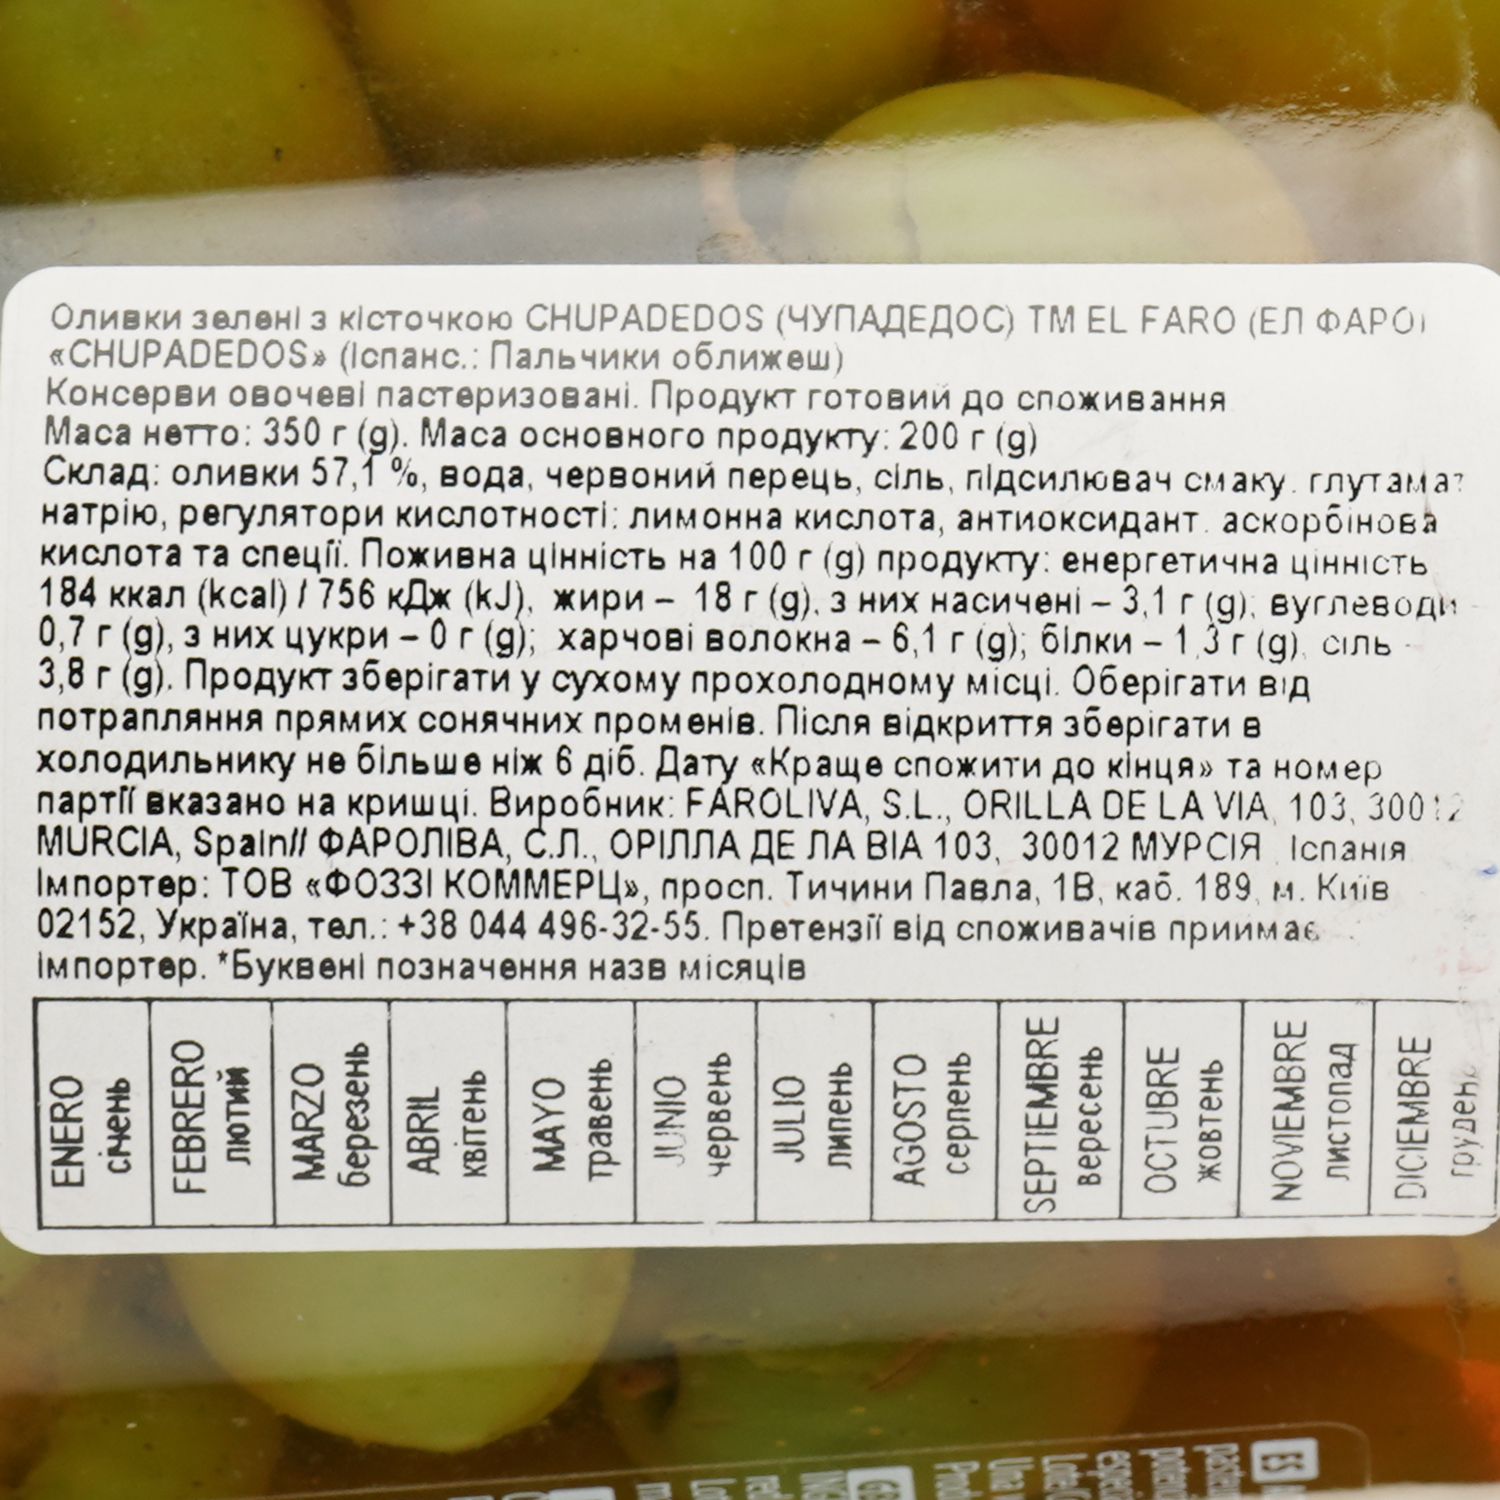 Оливки зелені з кісточкою CHUPADEDOS (ЧУПАДЕДОС) ТМ EL FARO (ЕЛ ФАРО)
«CHUPADEDOS» (Іспанс.: Пальчики оближеш)
Консерви овочеві пастеризовані. Продукт готовий до споживання
Маса нетто: 350 г (g). Маса основного продукту: 200 г (g)
Склад: оливки 57,1 %, вода, червоний перець, сіль, підсилювач смаку: глутамат
натрію, регулятори кислотності: лимонна кислота, антиоксидант: аскорбінова
кислота та спеції. Поживна цінність на 100 г (g) продукту: енергетична цінність
184 ккал (kcal) / 756 кДж (kJ), жири – 18 г (g), з них насичені – 3,1 г (g); вуглеводи -
0,7 г (g), з них цукри – 0 г (g); харчові волокна – 6,1 г (g); білки – 1,3 г (g), сіль -
3,8 г (g). Продукт зберігати у сухому прохолодному місці. Оберігати від
потрапляння прямих сонячних променів. Після відкриття зберігати в
холодильнику не більше ніж 6 діб. Дату «Краще спожити до кінця» та номер
партії вказано на кришці. Виробник: FAROLIVA, S.L., ORILLA DE LA VIA, 103, 30012
MURCIA, Spain// ФАРОЛІВА, С.Л., ОРІЛЛА ДЕ ЛА ВІА 103, 30012 МУРСІЯ, Іспанія
Імпортер: ТОВ «ФОЗЗІ КОММЕРЦ», просп. Тичини Павла, 1В, каб. 189, м. Київ
02152, Україна, тел.: +38 044 496-32-55. Претензії від споживачів приймає
імпортер. *Буквені позначення назв місяців
ENERO
січень
FEBRERO
лютий
MARZO
березень
ABRIL
квітень
MAYO
травень
JUNIO
червень
JULIO
липень
AGOSTO
серпень
SEPTIEMBRE
вересень
OCTUBRE
жовтень
NOVIEMBRE
листопад
DICIEMBRE
грудень
ES